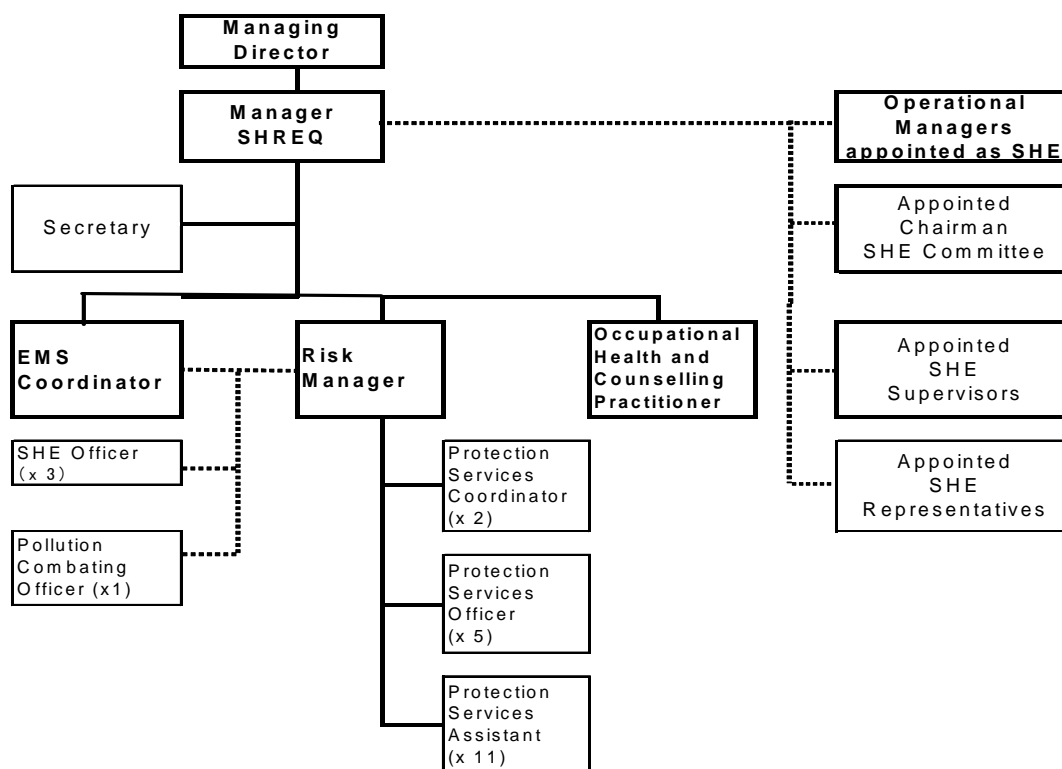 Managing
Director
Manager
SHREQ
Operational
Managers
appointed as SHE
Secretary
Appointed
Chairman
SHE Committee
EMS
Coordinator
Risk
Manager
Occupational
Health and
Counselling
Practitioner
Appointed
SHE
Supervisors
SHE Officer
(x 3)
Protection
Services
Coordinator
(x 2)
Appointed
SHE
Representatives
Pollution
Combating
Officer (x1)
Protection
Services
Officer
(x 5)
Protection
Services
Assistant
(x 11)